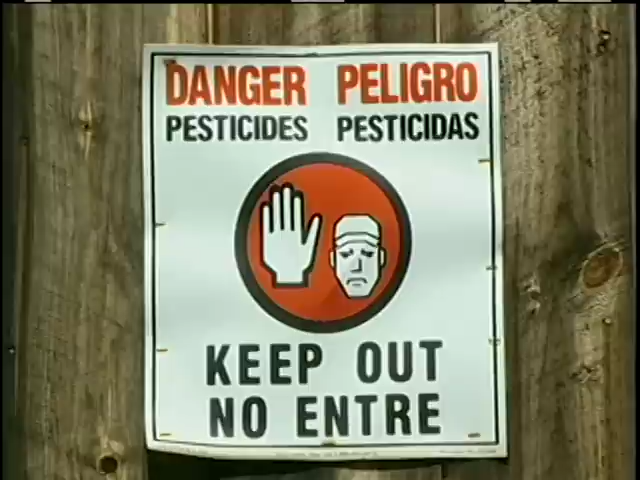 DANGER PELIGRO
PESTICIDES PESTICIDAS
KEEP OUT
NO ENTRE